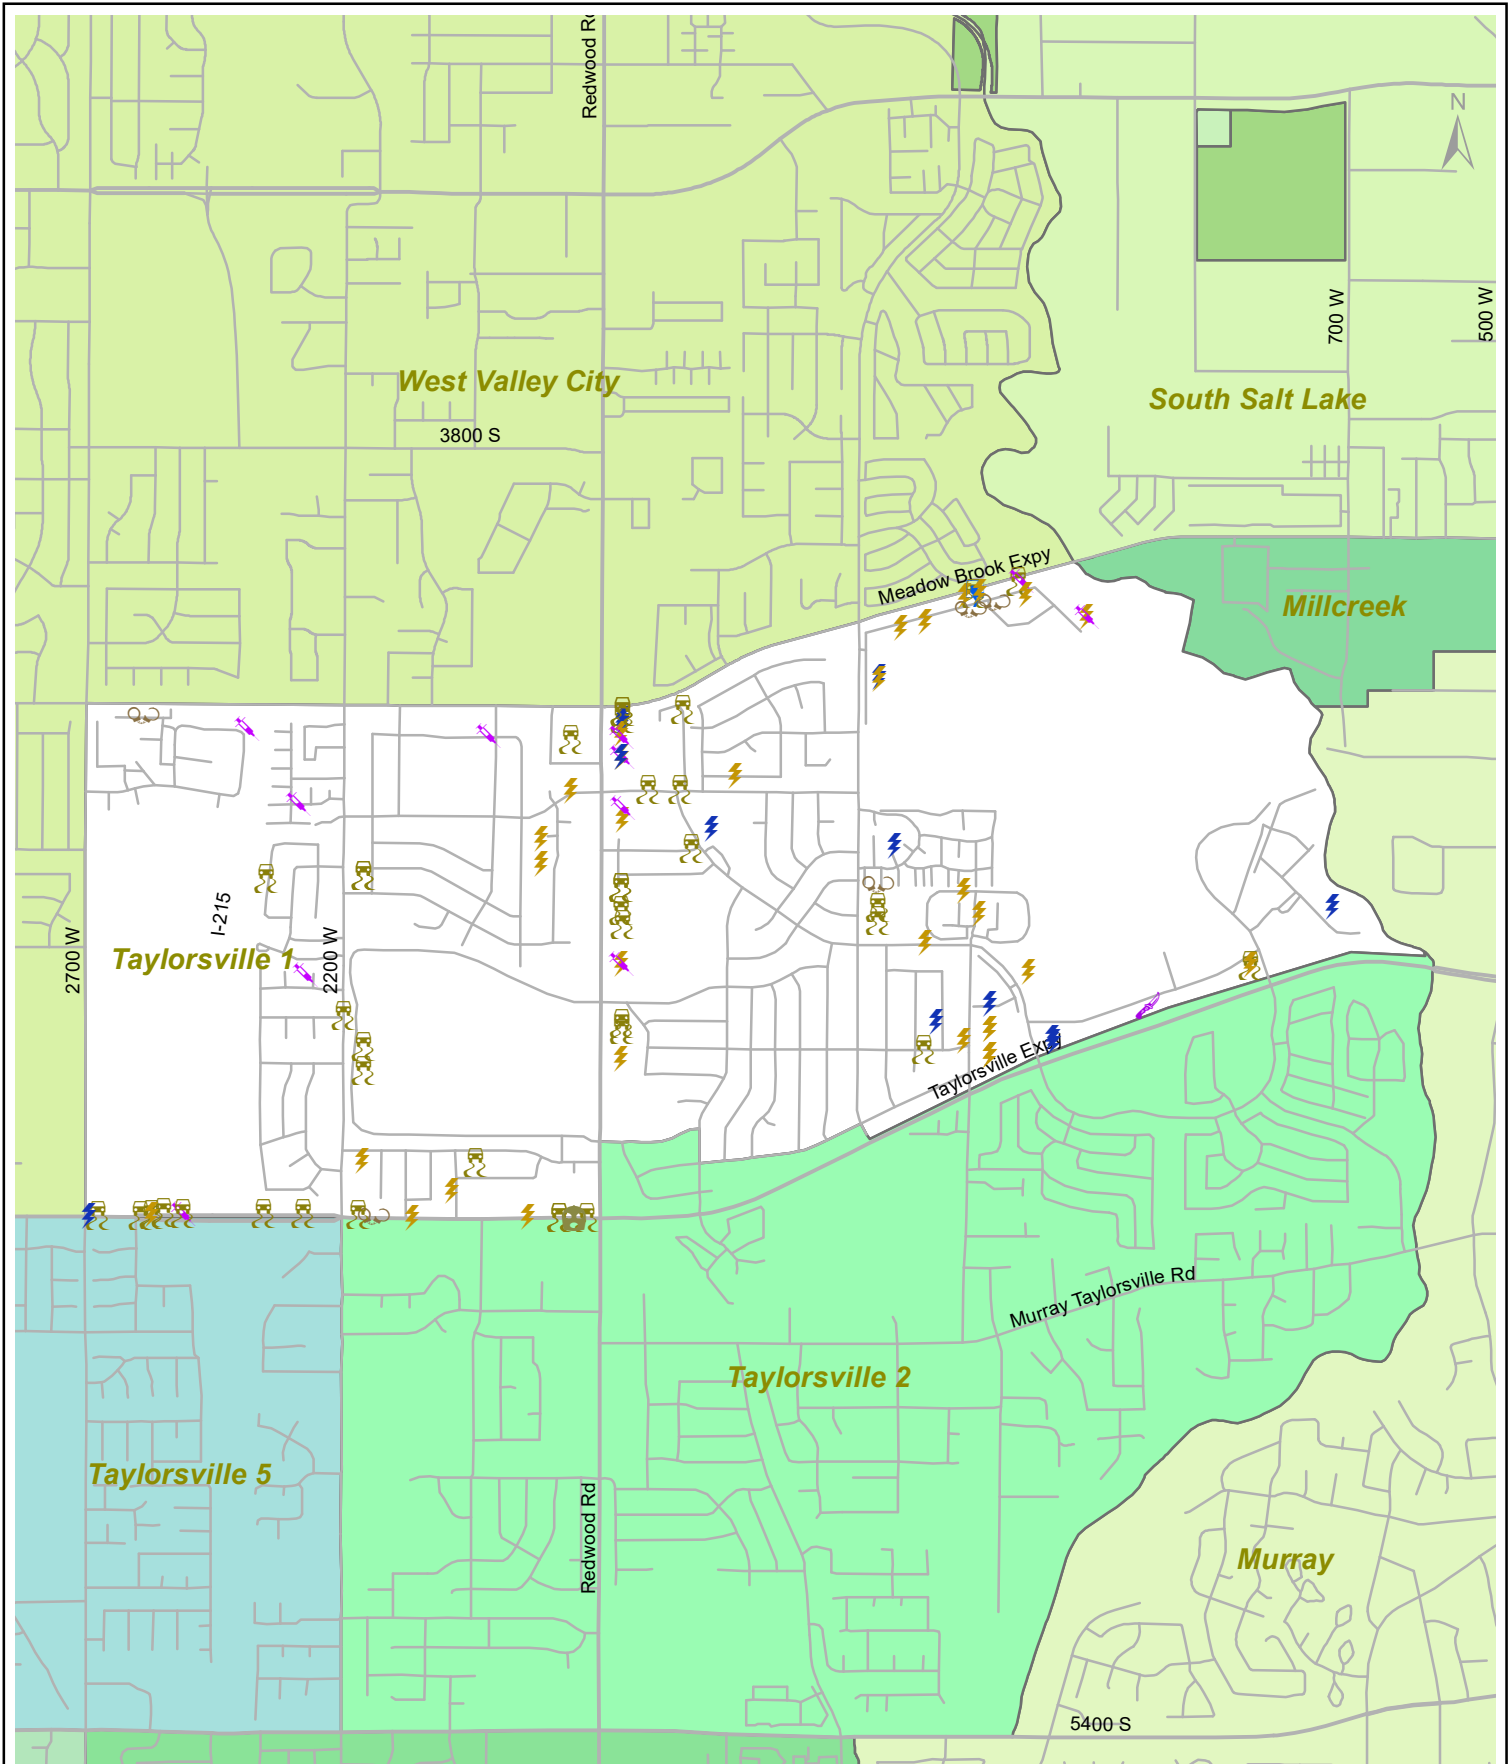 Redwood Rd
N
700 W
500 W
West Valley City
South Salt Lake
3800 S
Meadow Brook Expy
Millcreek
I-215
2700 W
2200 W
Taylorsville 1
Taylorsville Expy
Murray Taylorsville Rd
Taylorsville 2
Taylorsville 5
Redwood Rd
Murray
5400 S